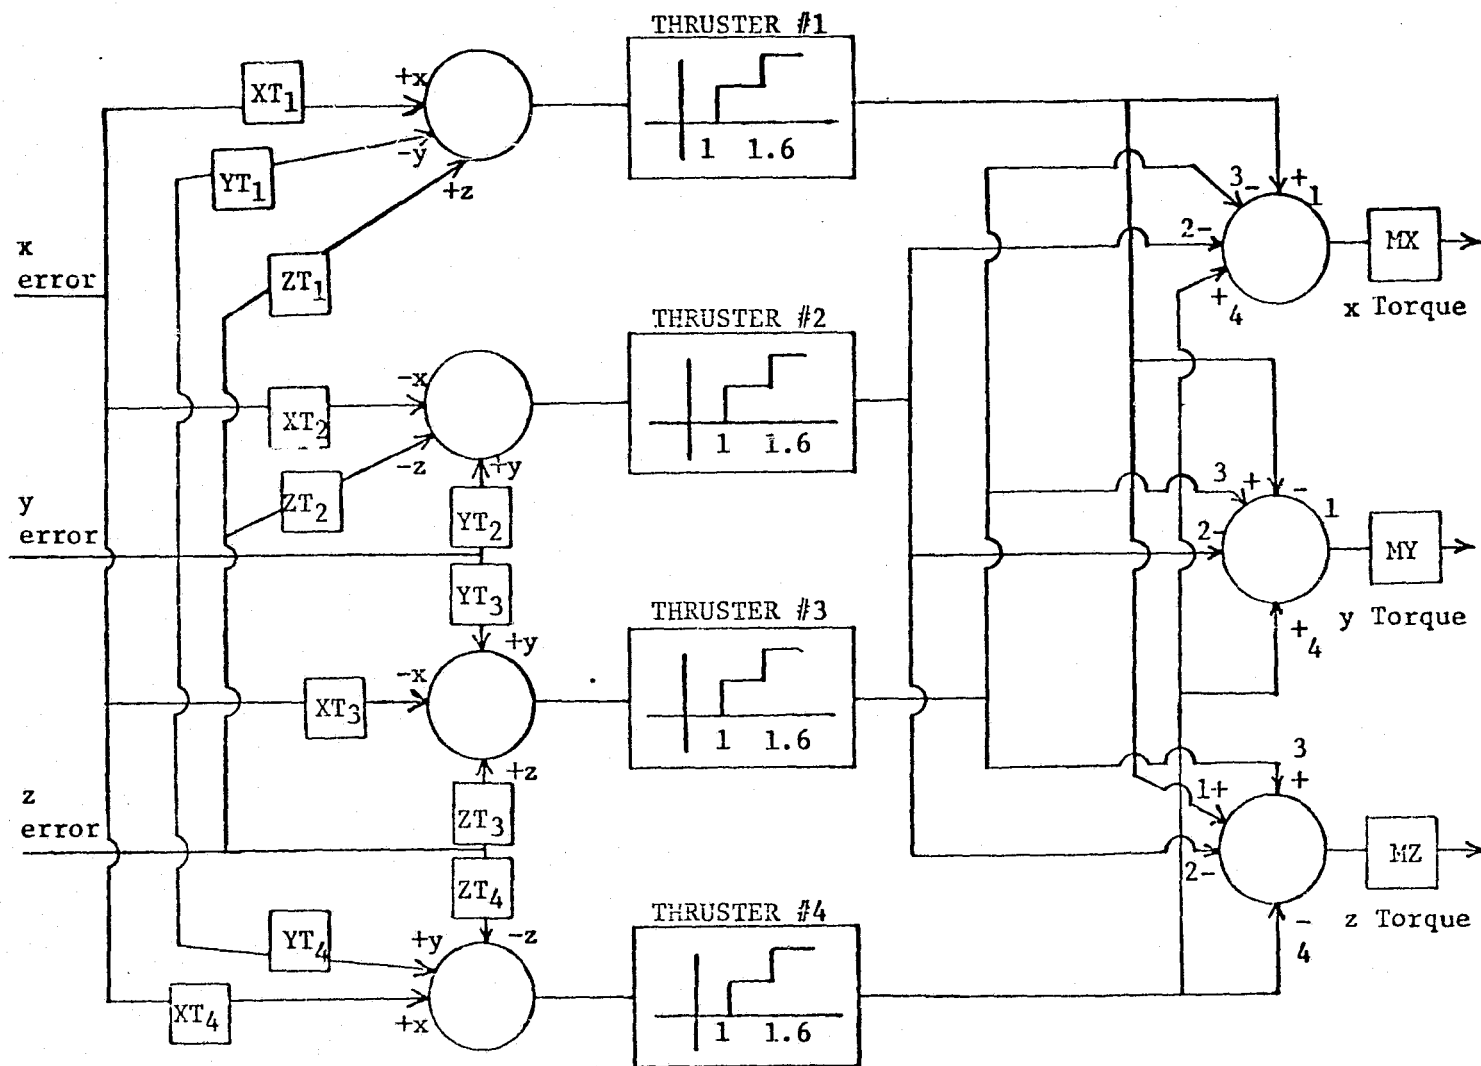 THRUSTER #1
XT1
+x
-y
+z
YT1
ZT1
1 1.6
x
error
THRUSTER #2
XT2
-x
-z
+y
ZT2
YT2
1 1.6
y
error
YT3
THRUSTER #3
+y
-x
XT3
+z
ZT3
1 1.6
z
error
ZT4
THRUSTER #4
-z
YT4
+y
XT4
+x
1 1.6
3-
+1
2-
+4
MX
x Torque
3 +
-
1
2-
+4
MY
y Torque
3
+
1+
2-
-
4
MZ
z Torque